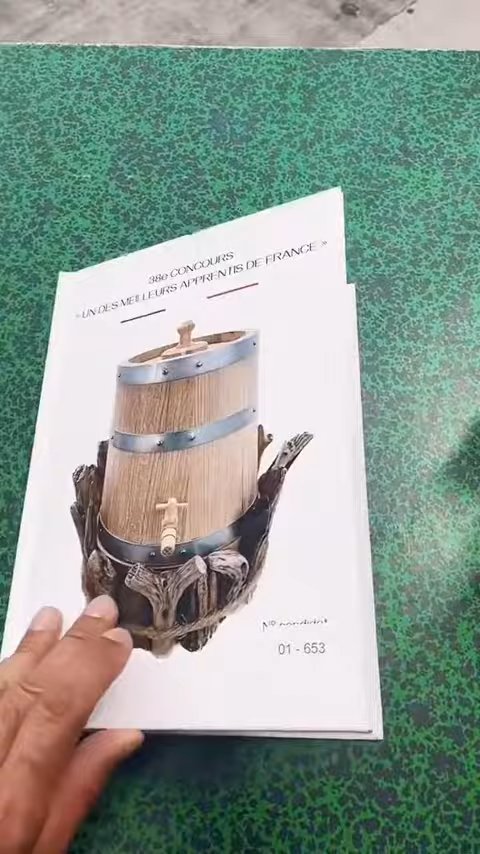 38e CONCOURS
« UN DES MEILLEURS APPRENTIS DE FRANCE »
N° candidat
01 - 653